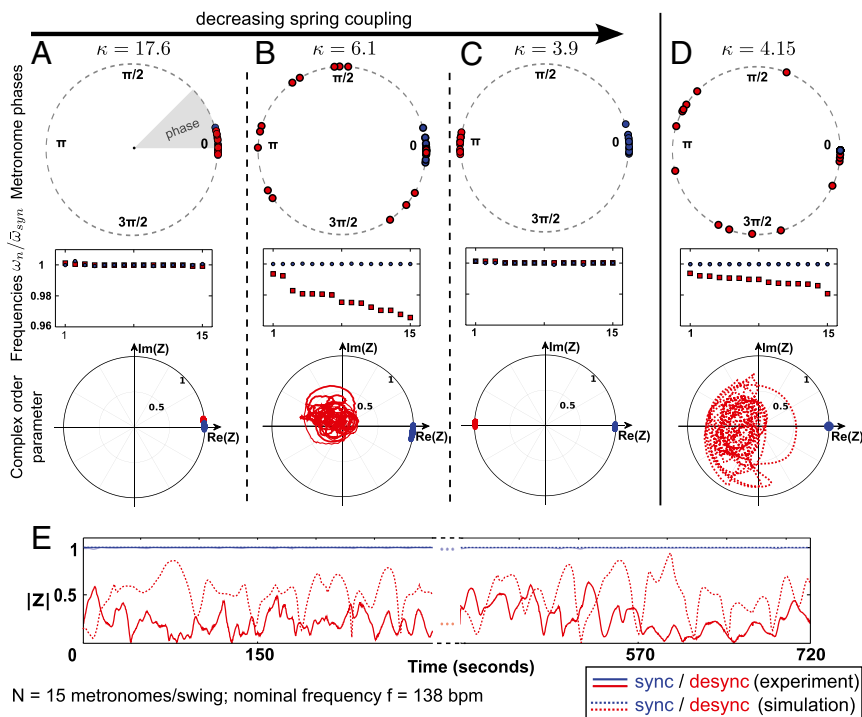 decreasing spring coupling
A κ = 17.6
B κ = 6.1
C κ = 3.9
D κ = 4.15
Metronome phases
π/2
π
phase
0
3π/2
π/2
π
0
3π/2
π/2
π
0
3π/2
π/2
π
0
3π/2
Frequencies ω_n/ω̄_syn
1
0.98
0.96
1 15
1 15
1 15
1 15
Complex order
parameter
Im(Z)
1
0.5
Re(Z)
Im(Z)
1
0.5
Re(Z)
Im(Z)
1
0.5
Re(Z)
Im(Z)
1
0.5
Re(Z)
E
|Z|
1
0.5
0 150 570 720
Time (seconds)
N = 15 metronomes/swing; nominal frequency f = 138 bpm
sync / desync (experiment)
sync / desync (simulation)